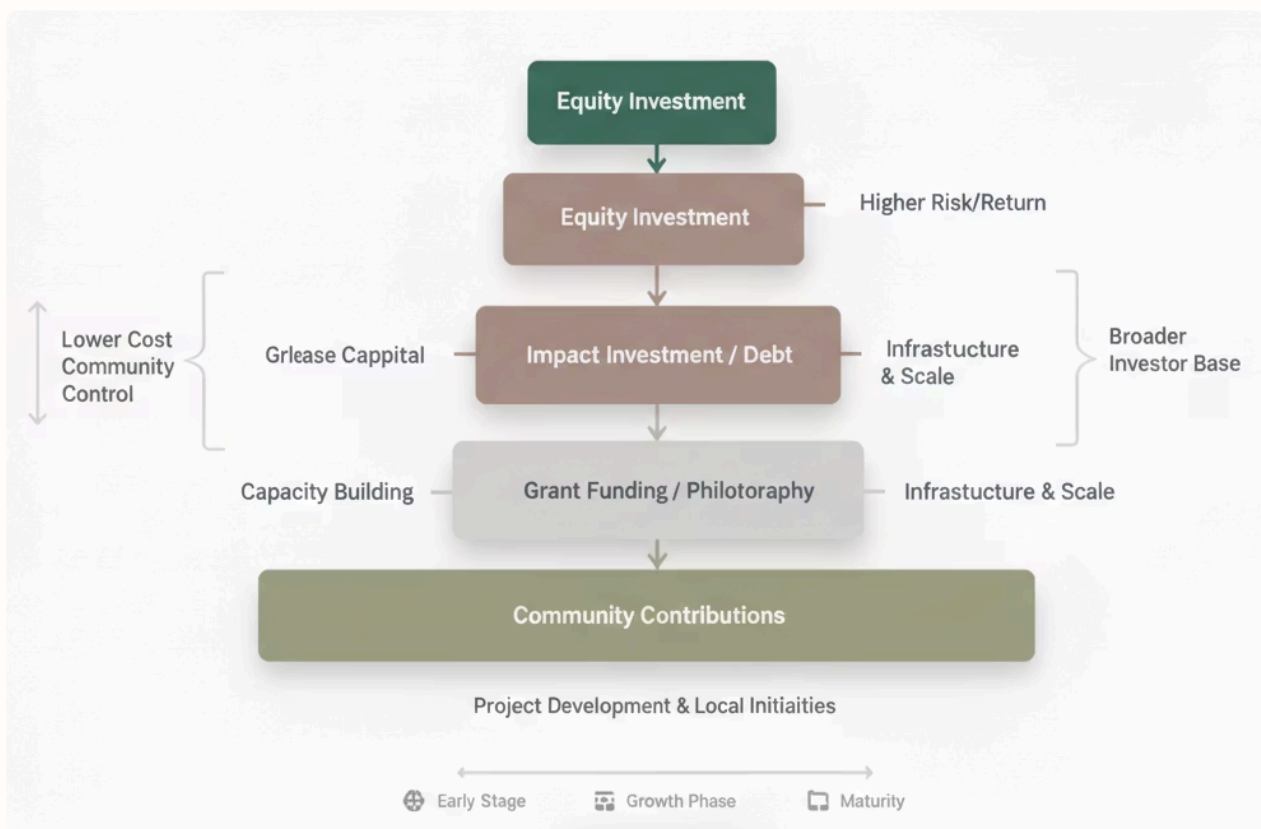 Equity Investment
Equity Investment
Higher Risk/Return
Lower Cost
Community
Control
Grlease Cappital
Impact Investment / Debt
Infrastucture
& Scale
Broader
Investor Base
Capacity Building
Grant Funding / Philotoraphy
Infrastucture & Scale
Community Contributions
Project Development & Local Initiaities
Early Stage
Growth Phase
Maturity